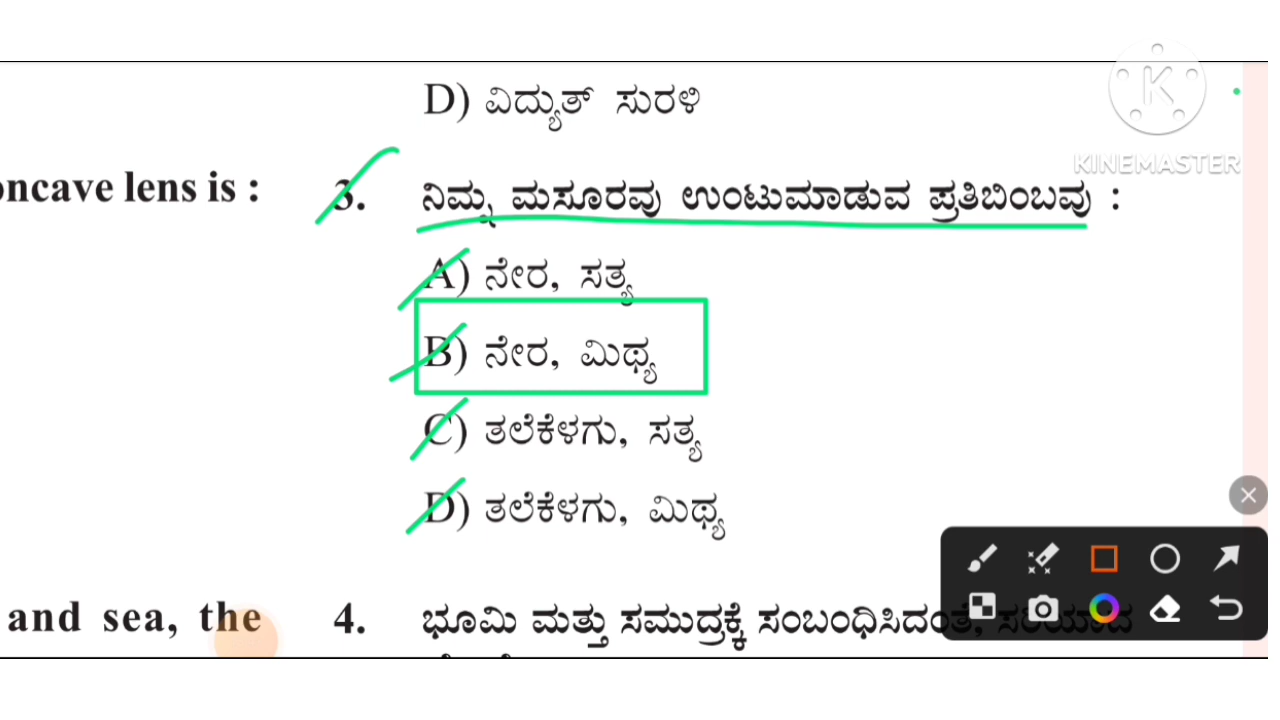 KINEMASTER
D) ವಿದ್ಯುತ್ ಸುರಳಿ
oncave lens is :
3. ನಿಮ್ನ ಮಸೂರವು ಉಂಟುಮಾಡುವ ಪ್ರತಿಬಿಂಬವು :
A) ನೇರ, ಸತ್ಯ
B) ನೇರ, ಮಿಥ್ಯ
C) ತಲೆಕೆಳಗು, ಸತ್ಯ
D) ತಲೆಕೆಳಗು, ಮಿಥ್ಯ
and sea, the
4. ಭೂಮಿ ಮತ್ತು ಸಮುದ್ರಕ್ಕೆ ಸಂಬಂಧಿಸಿದಂತೆ, ಸರಿಯಾದ